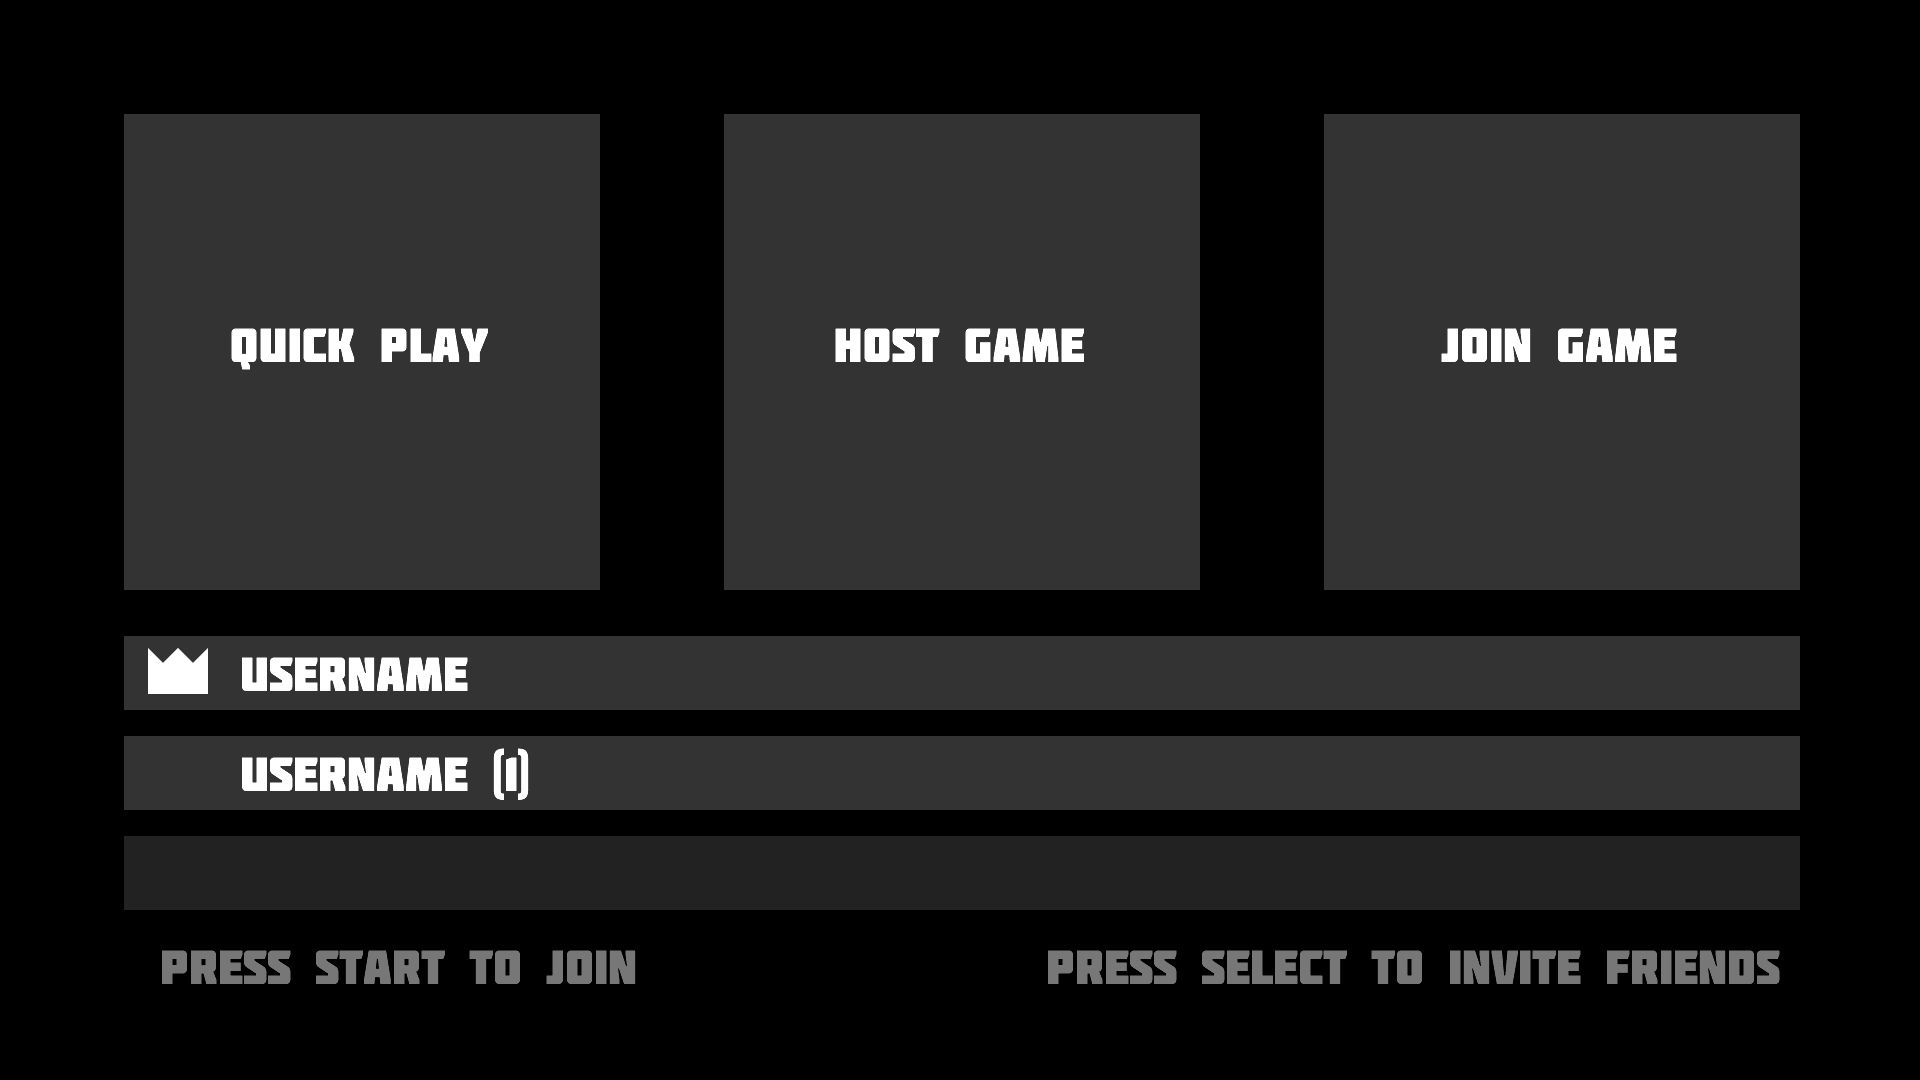 QUICK PLAY
HOST GAME
JOIN GAME
USERNAME
USERNAME (1)
PRESS START TO JOIN
PRESS SELECT TO INVITE FRIENDS